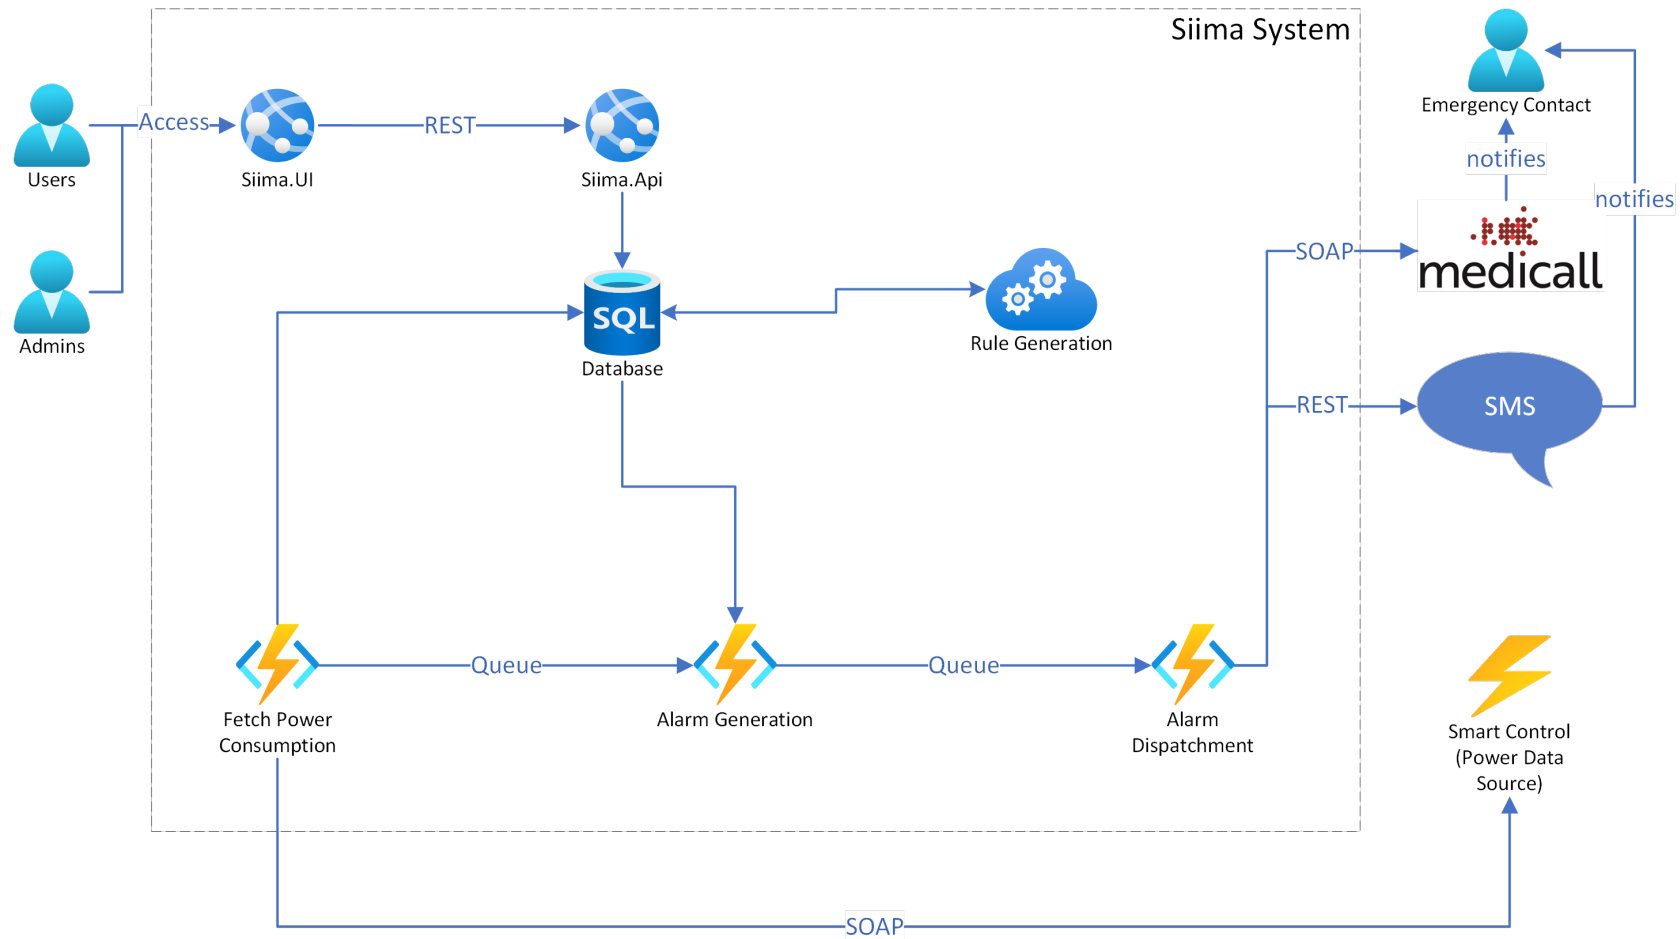 Siima System
Emergency Contact
Access
REST
Users
Siima.UI
Siima.Api
notifies
notifies
SOAP
medicall
Admins
SQL
Database
Rule Generation
REST
SMS
Queue
Queue
Fetch Power
Consumption
Alarm Generation
Alarm
Dispatchment
Smart Control
(Power Data
Source)
SOAP